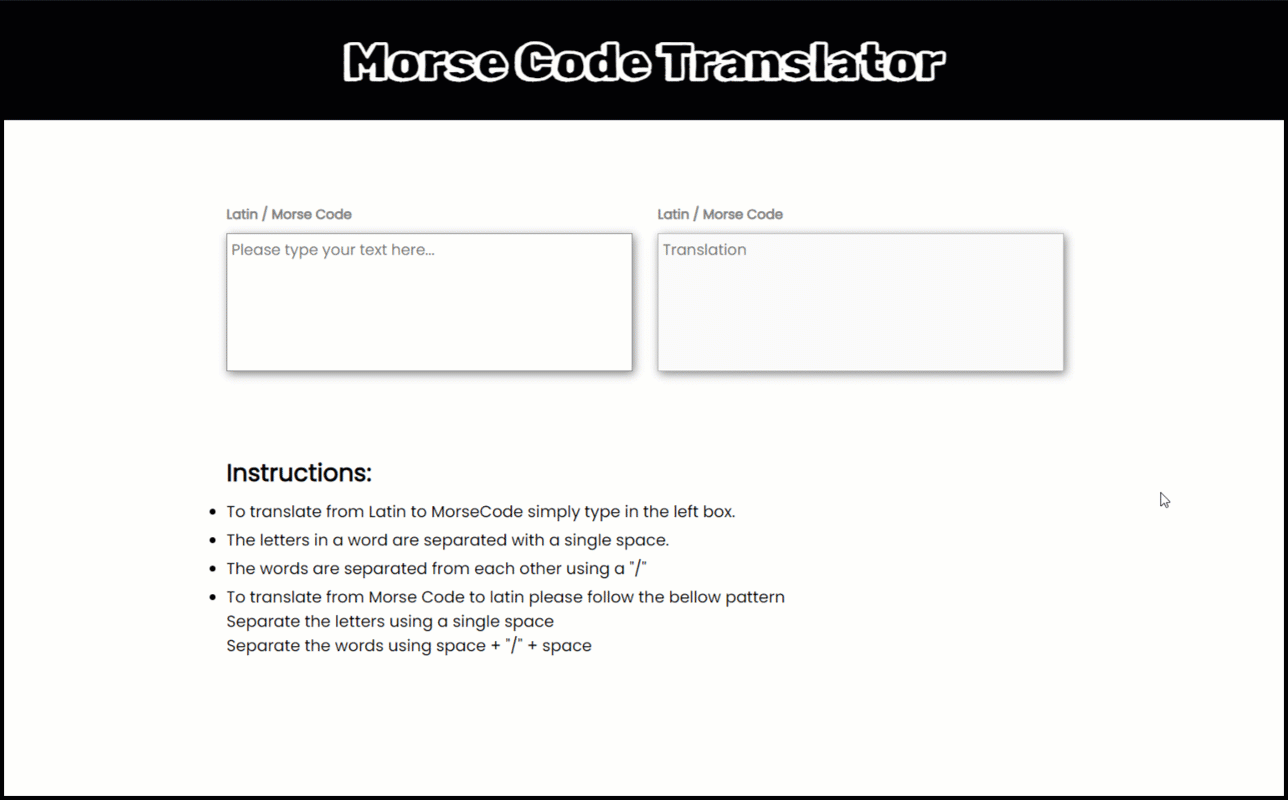 Morse Code Translator
Latin / Morse Code
Please type your text here...
Latin / Morse Code
Translation
Instructions:
To translate from Latin to MorseCode simply type in the left box.
The letters in a word are separated with a single space.
The words are separated from each other using a "/"
To translate from Morse Code to latin please follow the bellow pattern
Separate the letters using a single space
Separate the words using space + "/" + space